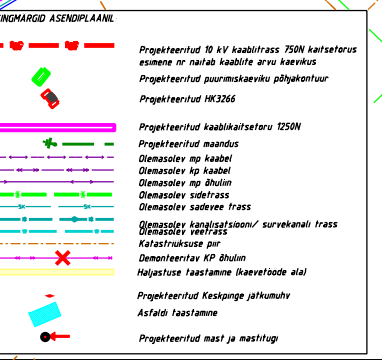 INGMÄRGID ASENDIPLAANIL
Projekteeritud 10 kV kaablitrass 750N kaitsetorus
esimene nr näitab kaablite arvu kaevikus
Projekteeritud puurimiskaeviku põhjakontuur
Projekteeritud HK3266
Projekteeritud kaablikaitsetoru 1250N
Projekteeritud maandus
Olemasolev mp kaabel
Olemasolev kp kaabel
Olemasolev mp õhuliin
Olemasolev sidetrass
Olemasolev sadevee trass
Olemasolev kanalisatsiooni/ survekanali trass
Olemasolev veetrass
Katastriüksuse piir
Demonteeritav KP õhuliin
Haljastuse taastamine (kaevetööde ala)
Projekteeritud Keskpinge jätkumuhv
Asfaldi taastamine
Projekteeritud mast ja mastitugi